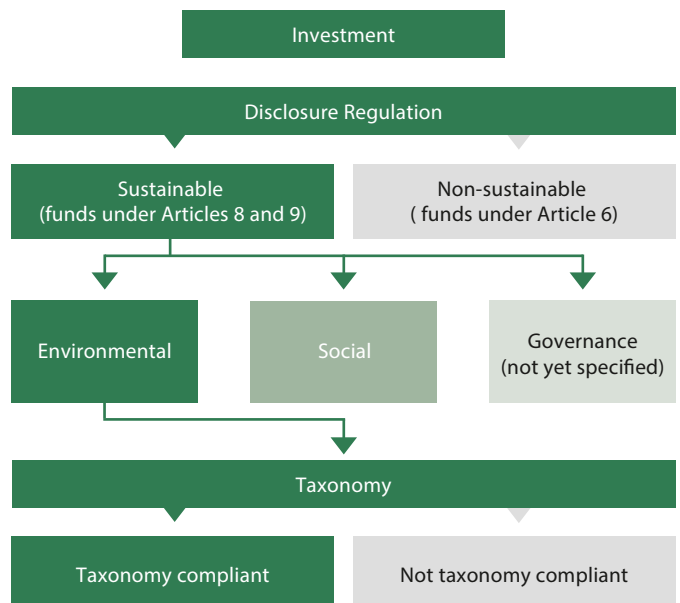 Investment
Disclosure Regulation
Sustainable
(funds under Articles 8 and 9)
Non-sustainable
( funds under Article 6)
Environmental
Social
Governance
(not yet specified)
Taxonomy
Taxonomy compliant
Not taxonomy compliant